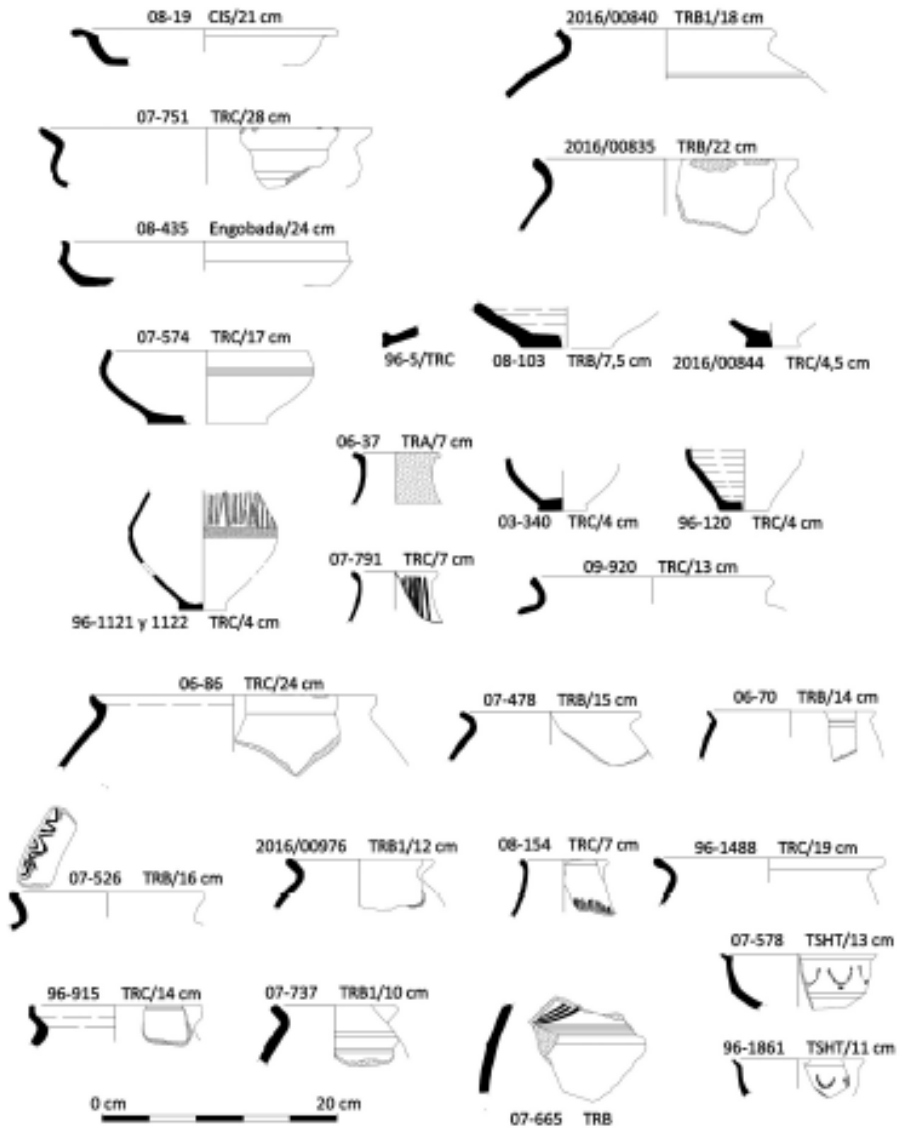 08-19 CIS/21 cm
2016/00840 TRB1/18 cm
07-751 TRC/28 cm
2016/00835 TRB/22 cm
08-435 Engobada/24 cm
07-574 TRC/17 cm
96-5/TRC
08-103 TRB/7,5 cm
2016/00844 TRC/4,5 cm
06-37 TRA/7 cm
03-340 TRC/4 cm
96-120 TRC/4 cm
07-791 TRC/7 cm
09-920 TRC/13 cm
96-1121 y 1122 TRC/4 cm
06-86 TRC/24 cm
07-478 TRB/15 cm
06-70 TRB/14 cm
07-526 TRB/16 cm
2016/00976 TRB1/12 cm
08-154 TRC/7 cm
96-1488 TRC/19 cm
07-578 TSHT/13 cm
96-915 TRC/14 cm
07-737 TRB1/10 cm
96-1861 TSHT/11 cm
0 cm 20 cm
07-665 TRB